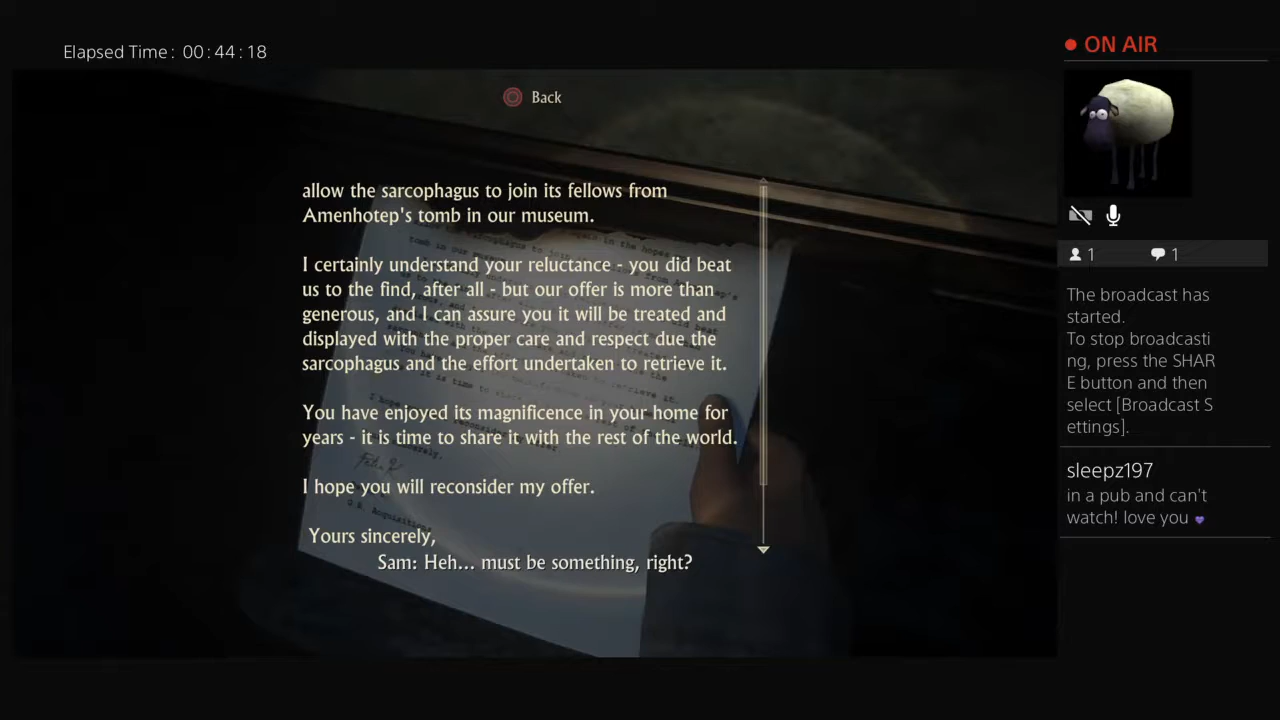 Elapsed Time: 00:44:18
ON AIR
Back
allow the sarcophagus to join its fellows from
Amenhotep's tomb in our museum.
I certainly understand your reluctance - you did beat
us to the find, after all - but our offer is more than
generous, and I can assure you it will be treated and
displayed with the proper care and respect due the
sarcophagus and the effort undertaken to retrieve it.
You have enjoyed its magnificence in your home for
years - it is time to share it with the rest of the world.
I hope you will reconsider my offer.
Yours sincerely,
Sam: Heh... must be something, right?
1
1
The broadcast has
started.
To stop broadcasti
ng, press the SHAR
E button and then
select [Broadcast S
ettings].
sleepz197
in a pub and can't
watch! love you 💜